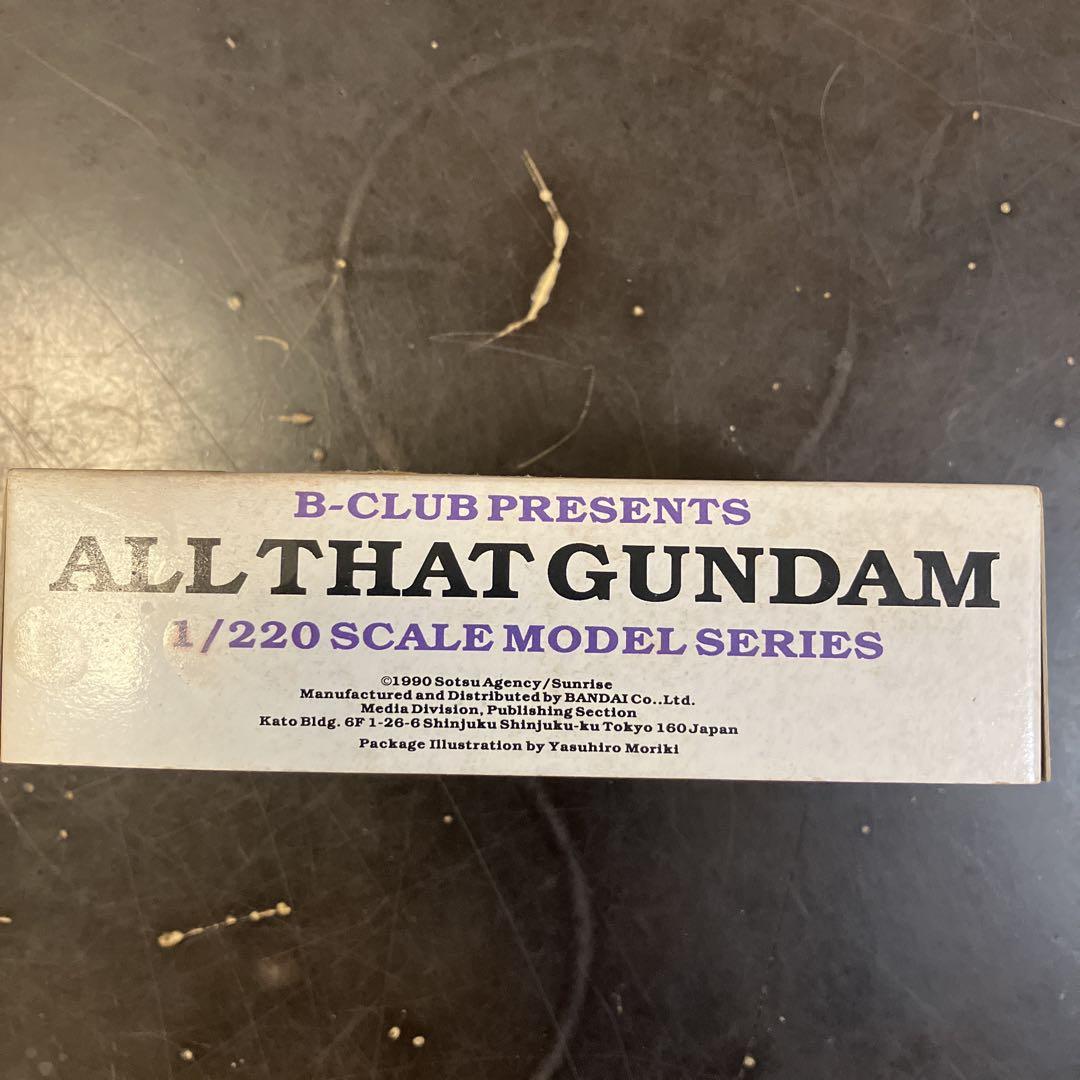 B-CLUB PRESENTS
ALL THAT GUNDAM
1/220 SCALE MODEL SERIES
©1990 Sotsu Agency/Sunrise
Manufactured and Distributed by BANDAI Co..Ltd.
Media Division, Publishing Section
Kato Bldg. 6F 1-26-6 Shinjuku Shinjuku-ku Tokyo 160 Japan
Package Illustration by Yasuhiro Moriki